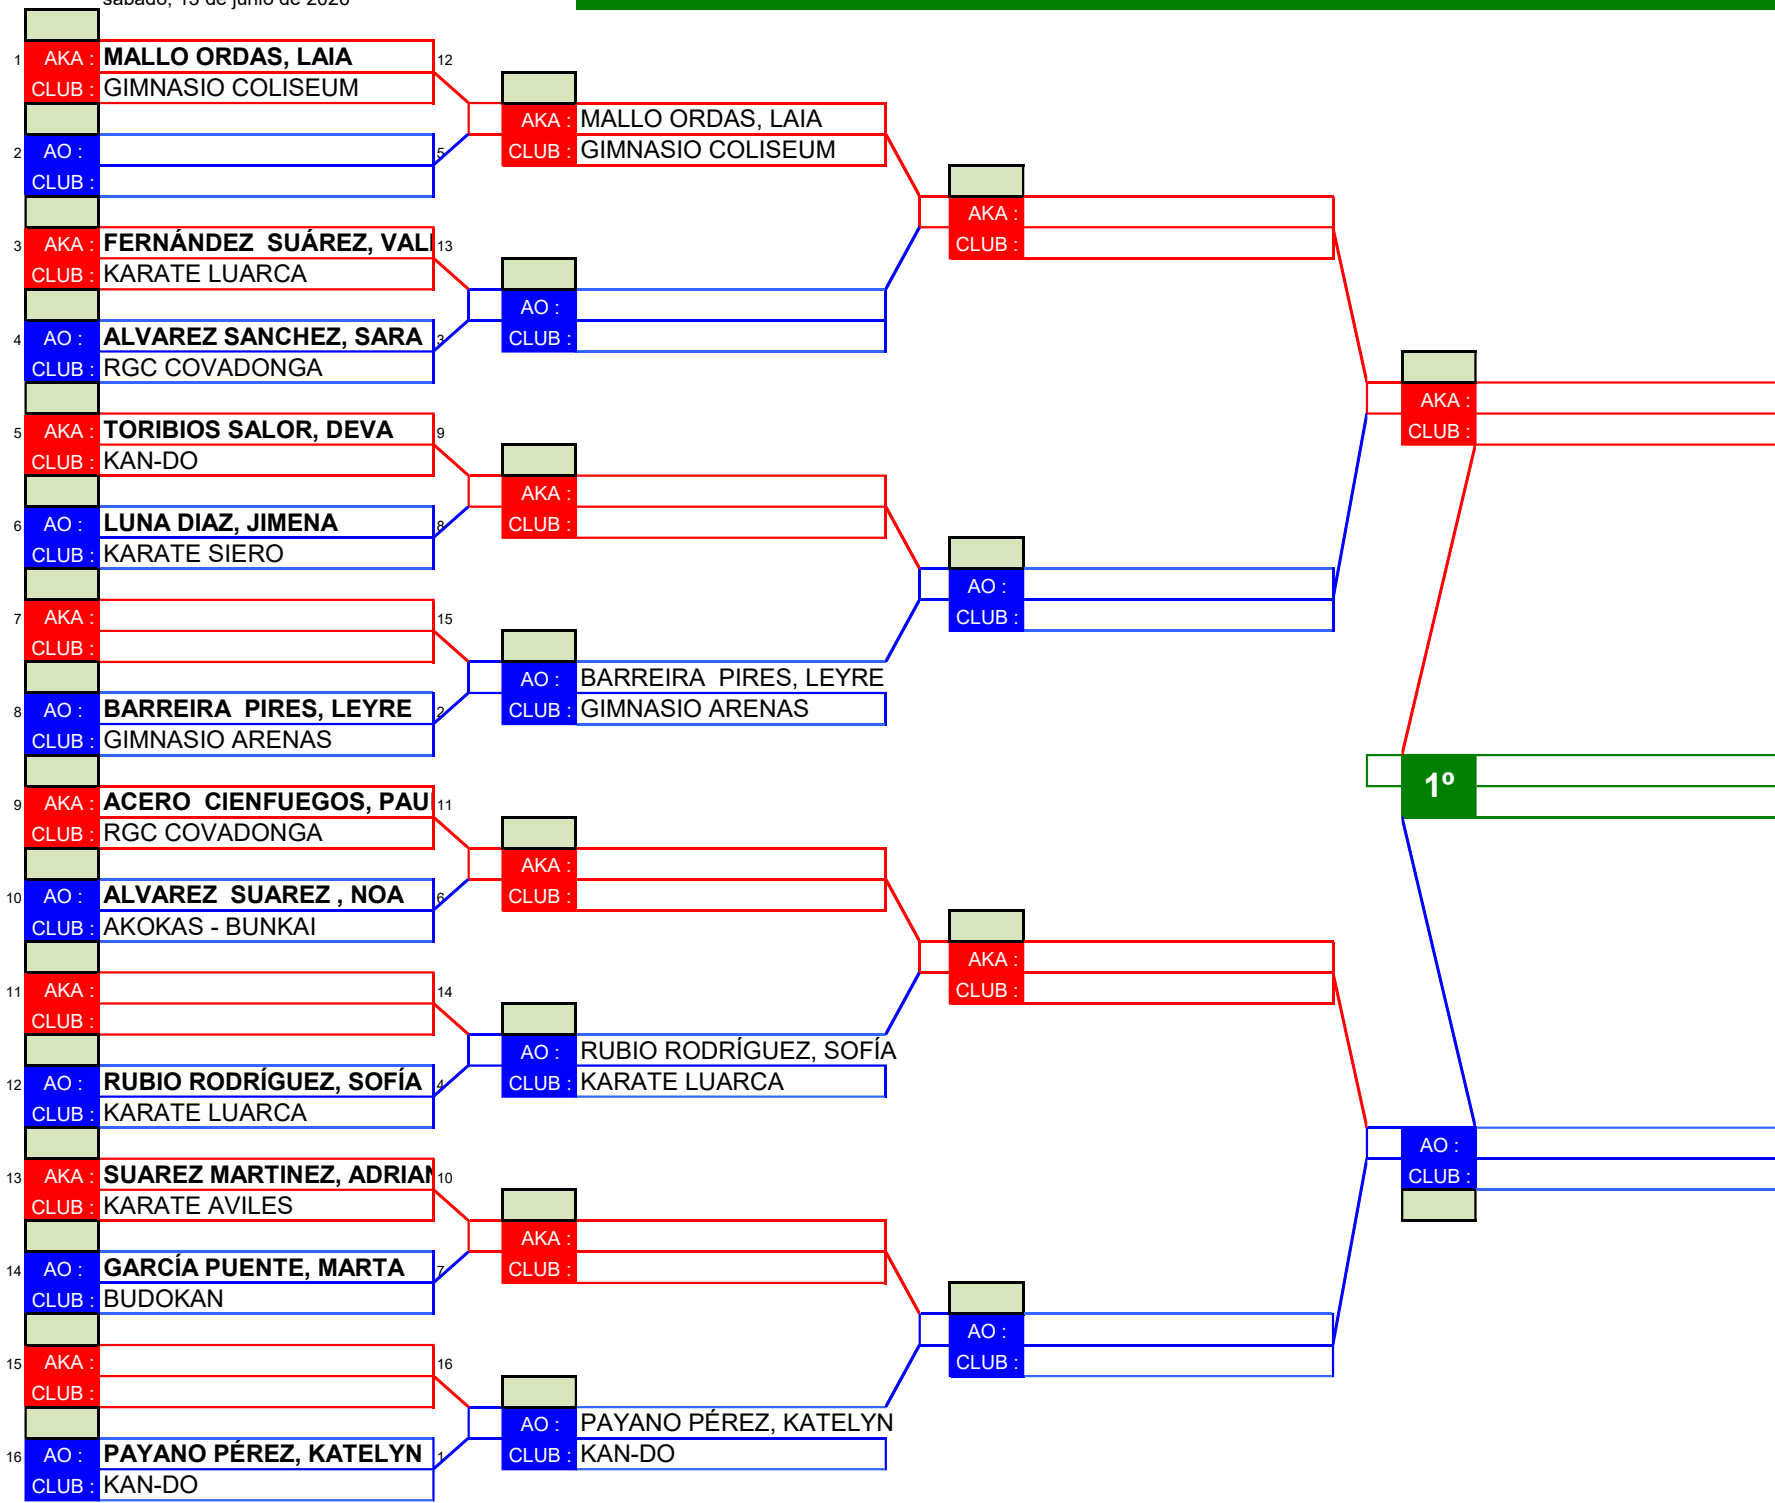 1 AKA : MALLO ORDAS, LAIA 12
CLUB : GIMNASIO COLISEUM
2 AO : 5
CLUB :
3 AKA : FERNÁNDEZ SUÁREZ, 13
CLUB : KARATE LUARCA
4 AO : ALVAREZ SANCHEZ, SARA 3
CLUB : RGC COVADONGA
5 AKA : TORIBIOS SALOR, DEVA 9
CLUB : KAN-DO
6 AO : LUNA DIAZ, JIMENA 8
CLUB : KARATE SIERO
7 AKA : 15
CLUB :
8 AO : BARREIRA PIRES, LEYRE 2
CLUB : GIMNASIO ARENAS
9 AKA : ACERO CIENFUEGOS, 11
CLUB : RGC COVADONGA
10 AO : ALVAREZ SUAREZ , NOA 6
CLUB : AKOKAS - BUNKAI
11 AKA : 14
CLUB :
12 AO : RUBIO RODRÍGUEZ, SOFÍA 4
CLUB : KARATE LUARCA
13 AKA : SUAREZ MARTINEZ, 10
CLUB : KARATE AVILES
14 AO : GARCÍA PUENTE, MARTA 7
CLUB : BUDOKAN
15 AKA : 16
CLUB :
16 AO : PAYANO PÉREZ, KATELYN 1
CLUB : KAN-DO
AKA : MALLO ORDAS, LAIA
CLUB : GIMNASIO COLISEUM
AO :
CLUB :
AKA :
CLUB :
AO : BARREIRA PIRES, LEYRE
CLUB : GIMNASIO ARENAS
AKA :
CLUB :
AO : RUBIO RODRÍGUEZ, SOFÍA
CLUB : KARATE LUARCA
AKA :
CLUB :
AO : PAYANO PÉREZ, KATELYN
CLUB : KAN-DO
AKA :
CLUB :
AO :
CLUB :
AKA :
CLUB :
AO :
CLUB :
AKA :
CLUB :
1º
AO :
CLUB :